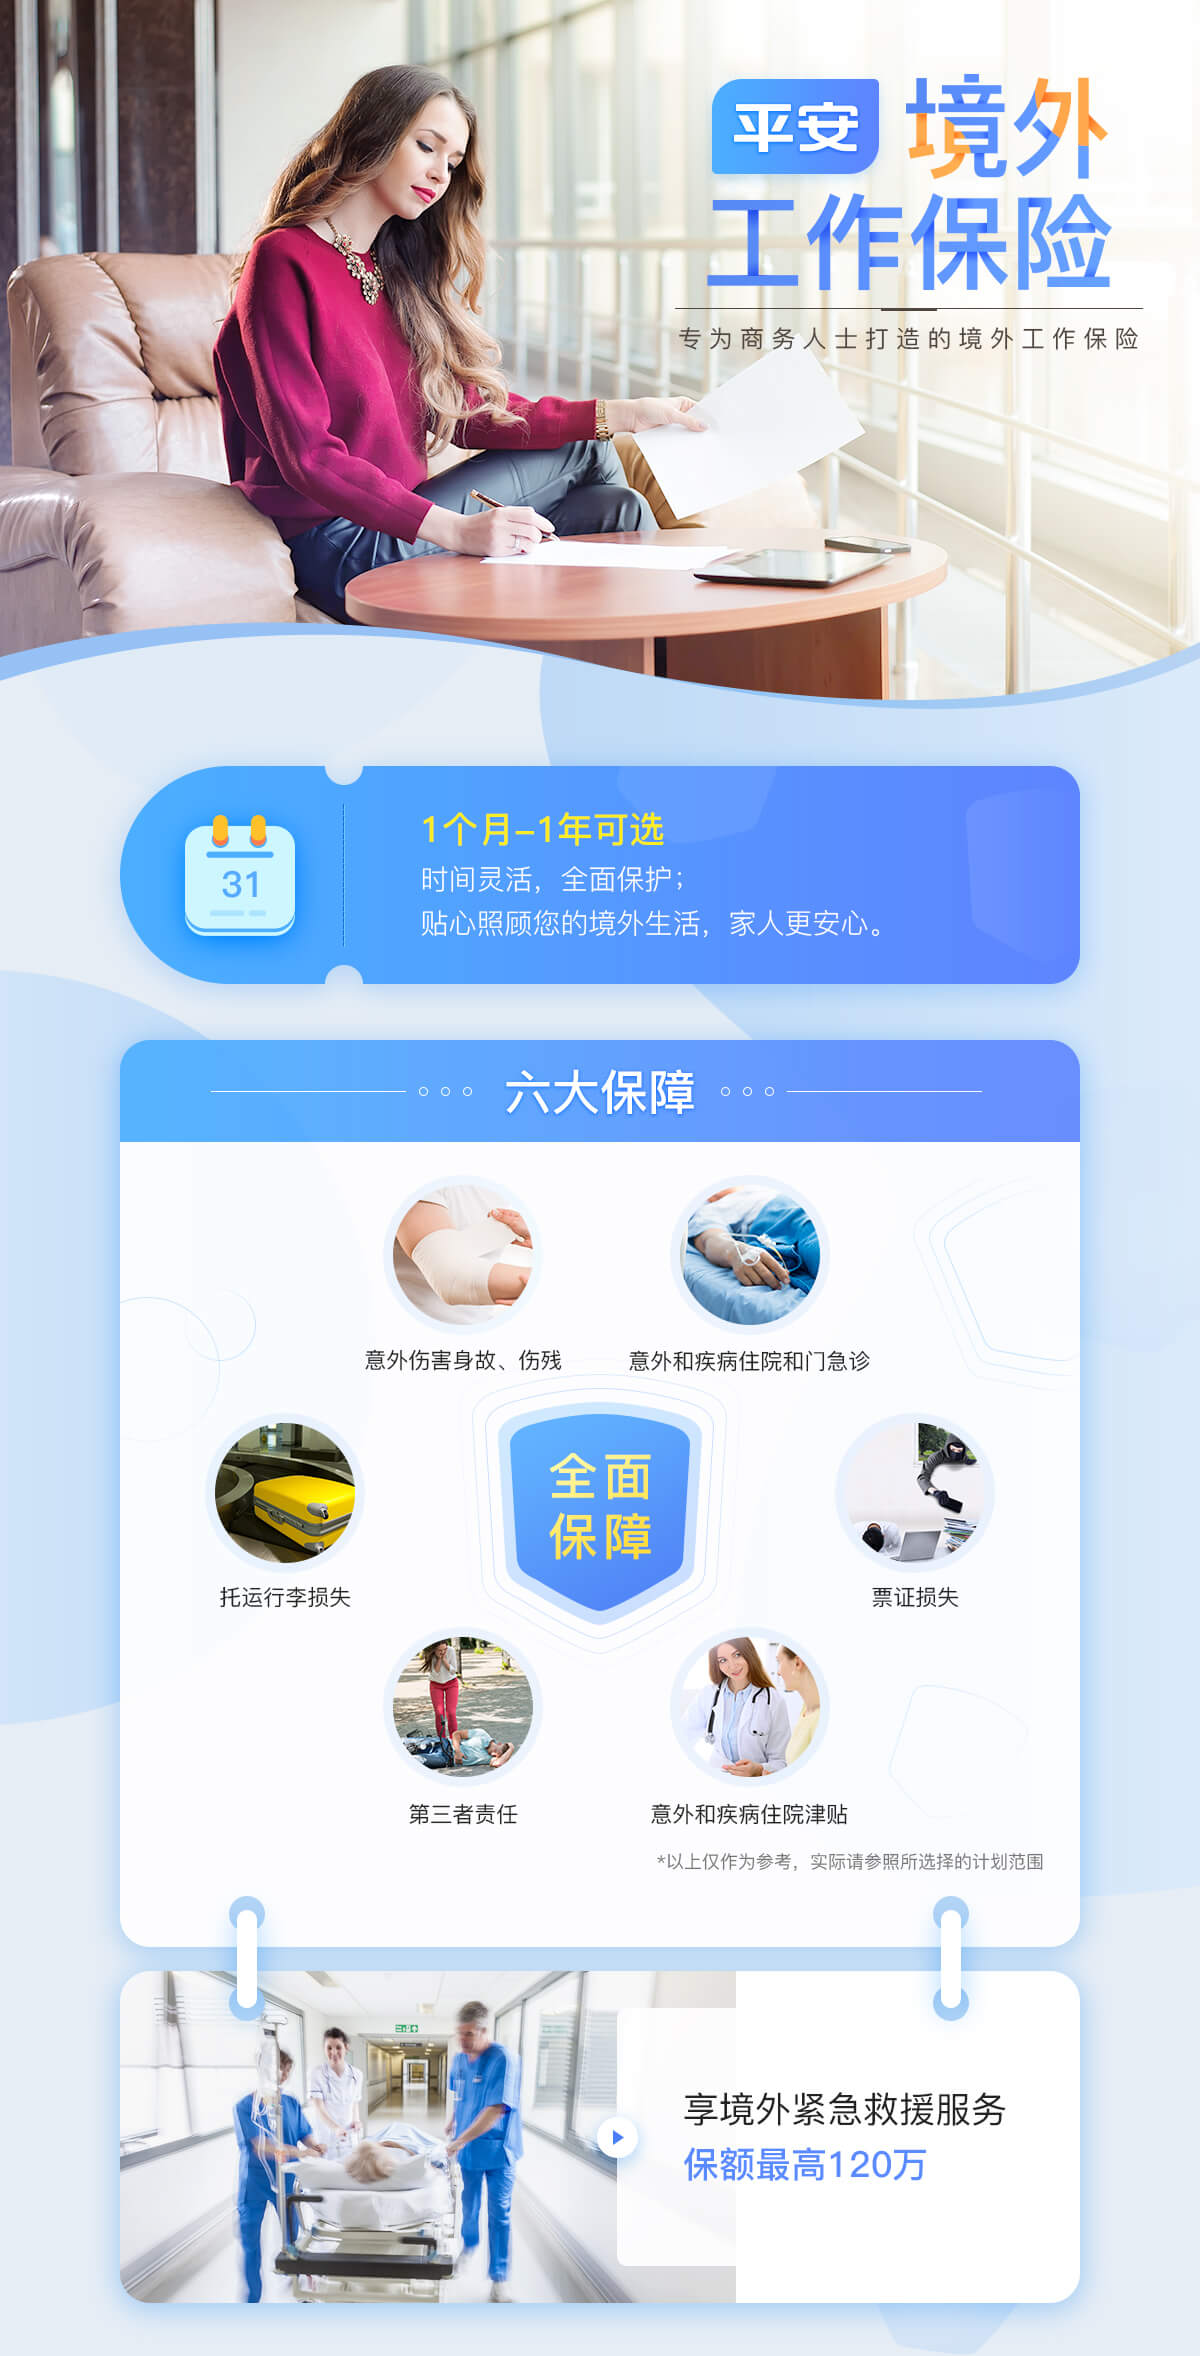 平安 境外
工作保险
专为商务人士打造的境外工作保险
31
1个月-1年可选
时间灵活，全面保护；
贴心照顾您的境外生活，家人更安心。
六大保障
意外伤害身故、伤残
意外和疾病住院和门急诊
全面
保障
托运行李损失
票证损失
第三者责任
意外和疾病住院津贴
*以上仅作为参考，实际请参照所选择的计划范围
享境外紧急救援服务
保额最高120万